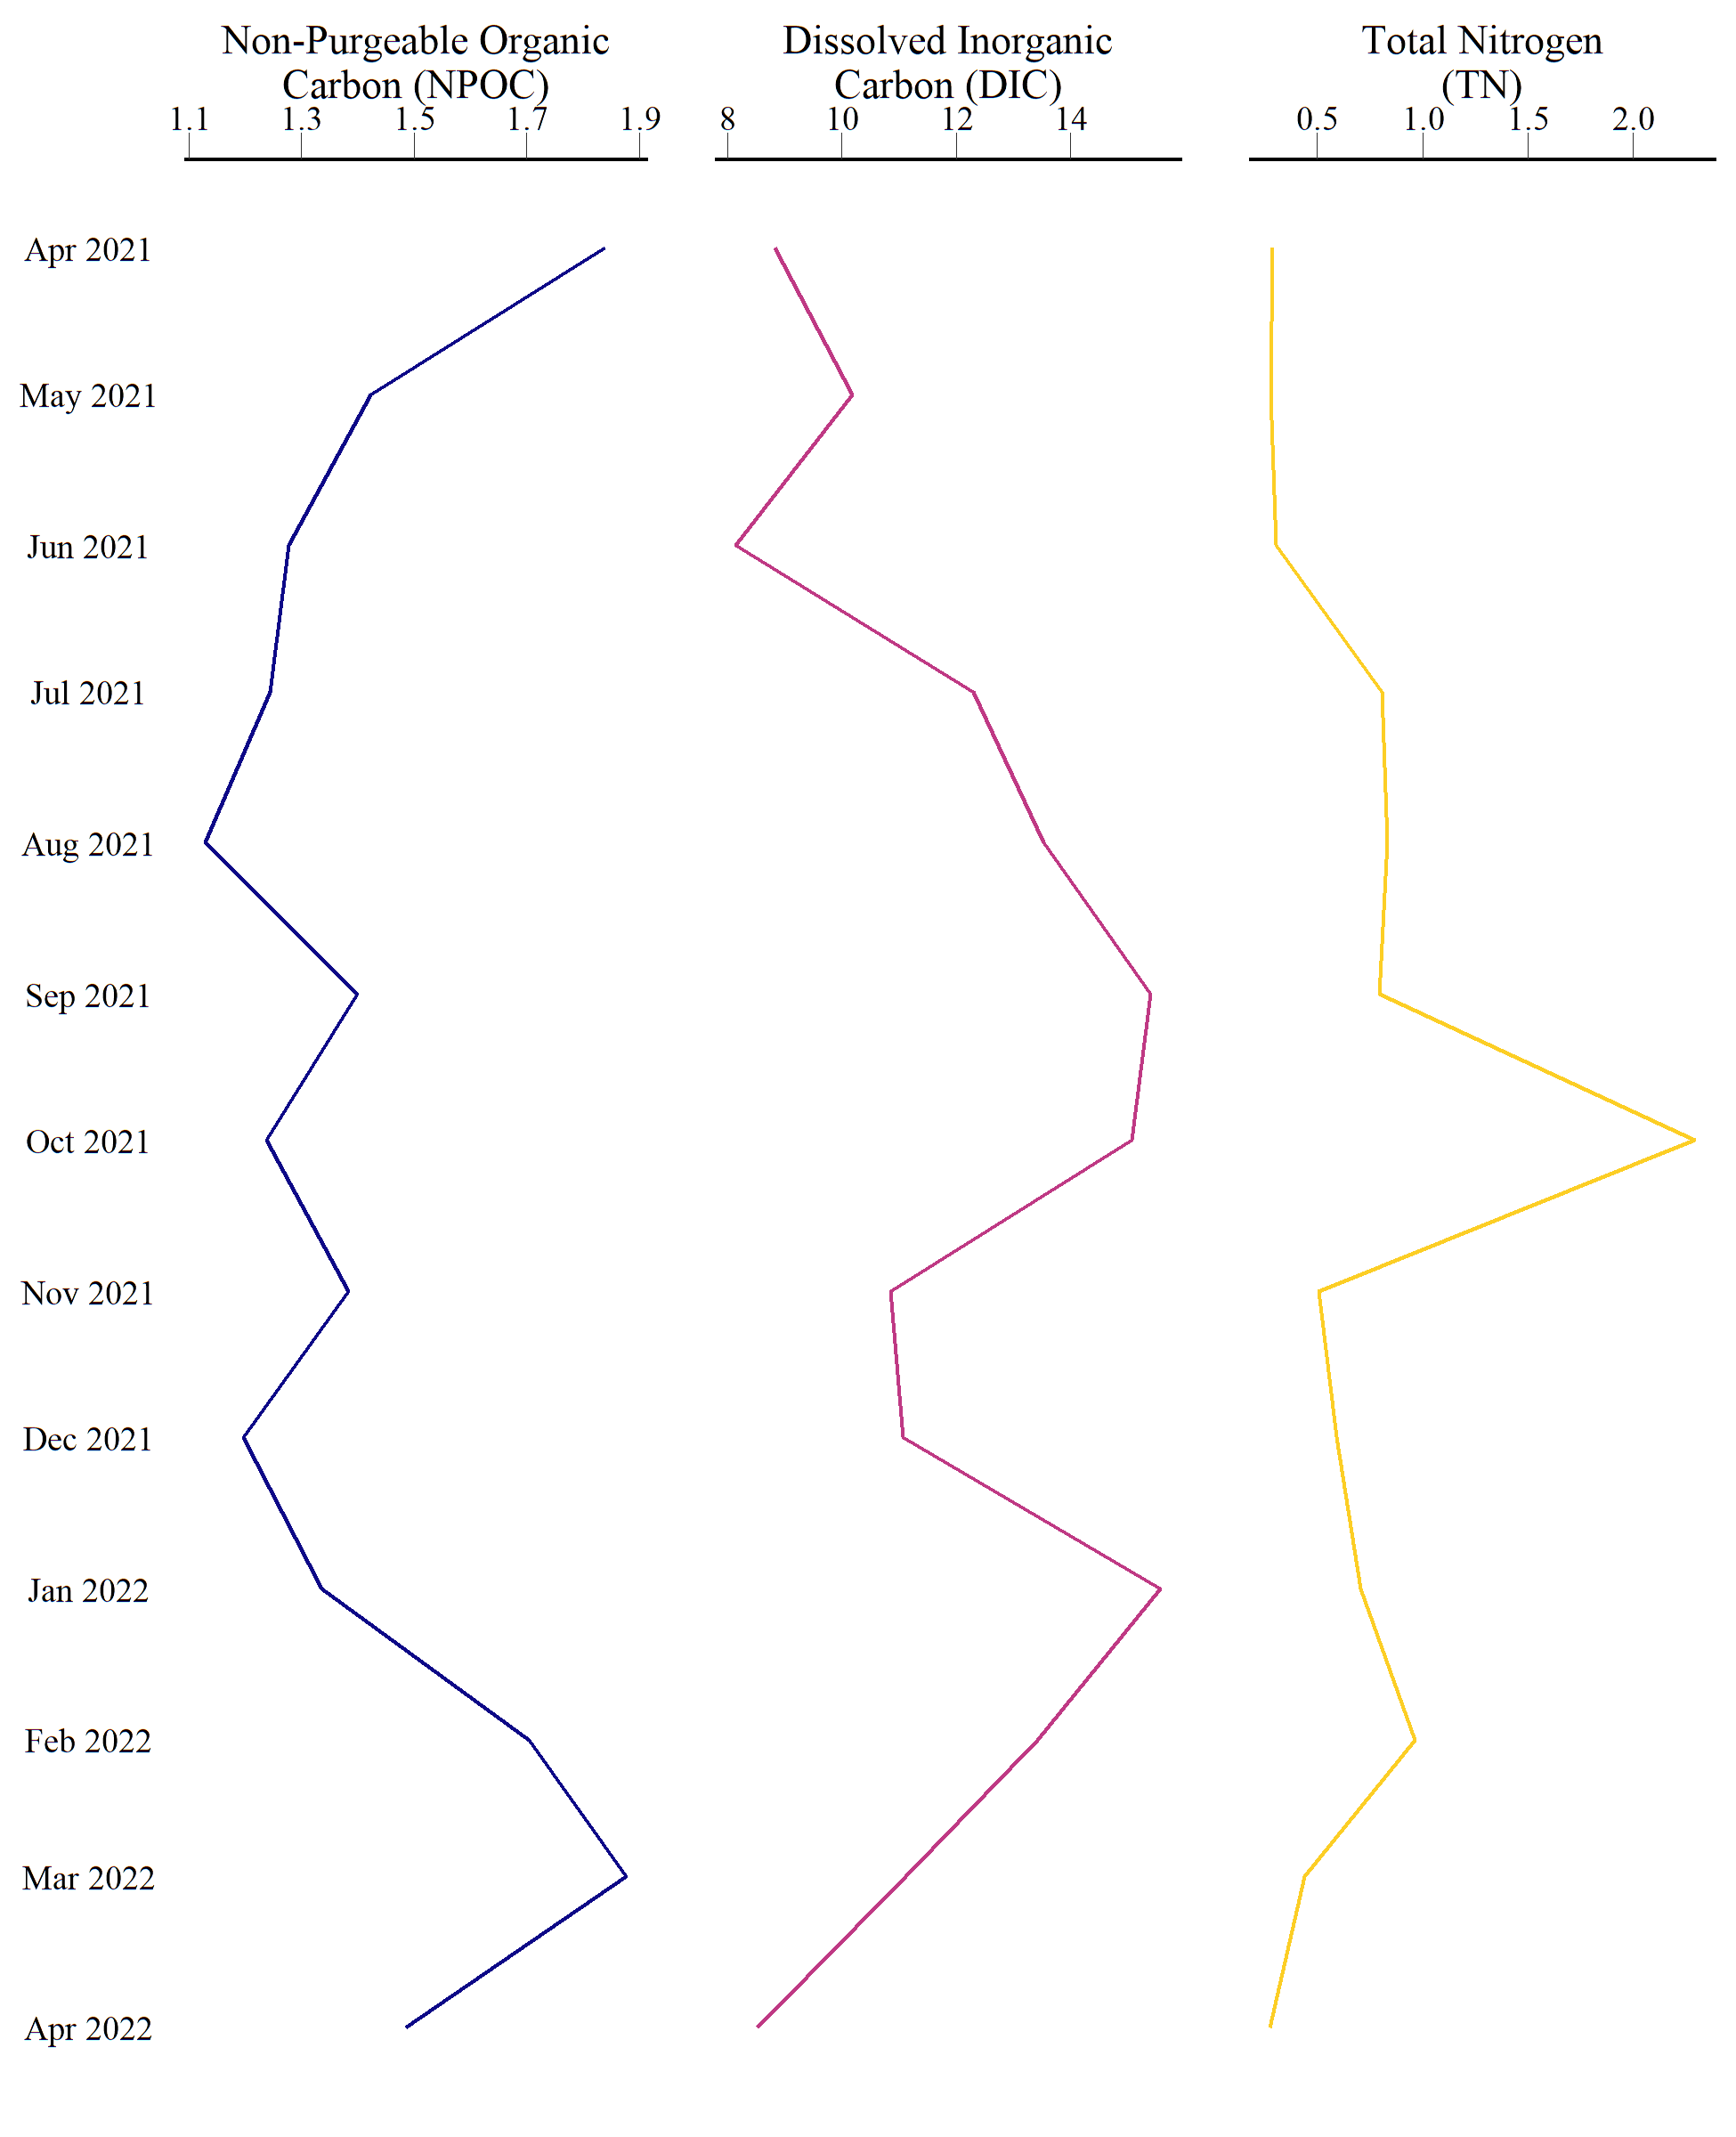 Non-Purgeable Organic
Carbon (NPOC)
1.1 1.3 1.5 1.7 1.9
Dissolved Inorganic
Carbon (DIC)
8 10 12 14
Total Nitrogen
(TN)
0.5 1.0 1.5 2.0
Apr 2021
May 2021
Jun 2021
Jul 2021
Aug 2021
Sep 2021
Oct 2021
Nov 2021
Dec 2021
Jan 2022
Feb 2022
Mar 2022
Apr 2022